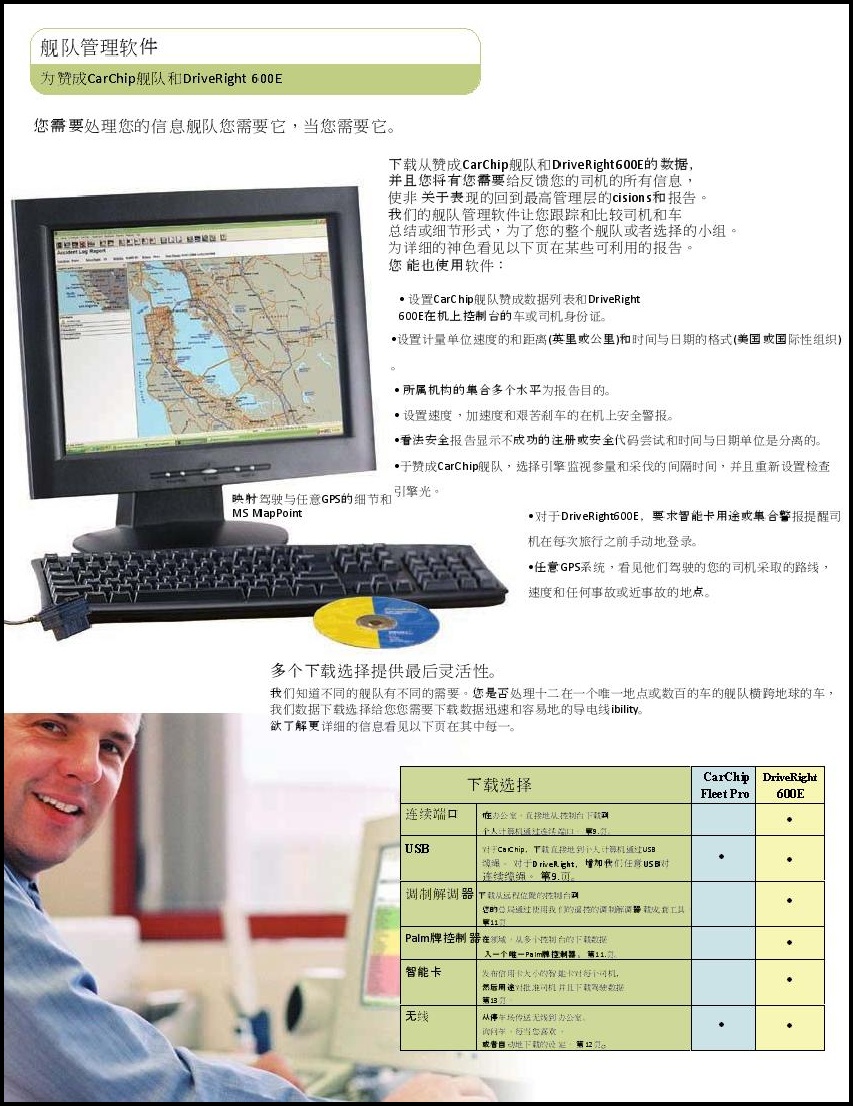 舰队管理软件
为赞成CarChip舰队和DriveRight 600E
您需要处理您的信息舰队您需要它，当您需要它。
下载从赞成CarChip舰队和DriveRight600E的数据，
并且您将有您需要给反馈您的司机的所有信息，
使非 关于表现的回到最高管理层的cisions和报告。
我们的舰队管理软件让您跟踪和比较司机和车
总结或细节形式，为了您的整个舰队或者选择的小组。
为详细的神色看见以下页在某些可利用的报告。
您 能也使用软件：
• 设置CarChip舰队赞成数据列表和DriveRight
600E在机上控制台的车或司机身份证。
•设置计量单位速度的和距离(英里或公里)和时间与日期的格式(美国或国际性组织)
。
• 所属机构的集合多个水平为报告目的。
• 设置速度，加速度和艰苦刹车的在机上安全警报。
•看法安全报告显示不成功的注册或安全代码尝试和时间与日期单位是分离的。
•于赞成CarChip舰队，选择引擎监视参量和采伐的间隔时间，并且重新设置检查
引擎光。
Accident Log Report
映射驾驶与任意GPS的细节和
MS MapPoint
• 对于DriveRight600E，要求智能卡用途或集合警报提醒司
机在每次旅行之前手动地登录。
•任意GPS系统，看见他们驾驶的您的司机采取的路线，
速度和任何事故或近事故的地点。
多个下载选择提供最后灵活性。
我们知道不同的舰队有不同的需要。您是否处理十二在一个唯一地点或数百的车的舰队横跨地球的车，
我们数据下载选择给您您需要下载数据迅速和容易地的导电线ibility。
欲了解更详细的信息看见以下页在其中每一。
下载选择
CarChip
Fleet Pro
DriveRight
600E
连续端口
在办公室，直接地从控制台下载到
个人计算机通过连续端口。 第9.页。
•
USB
对于CarChip，下载直接地到个人计算机通过USB
缆绳。 对于DriveRight，增加我们任意USB对
连续缆绳。 第9.页。
• •
调制解调器
下载从远程位置的控制台到
您的总局通过使用我们的遥控的调制解调器 载成套工具。
第11页
•
Palm牌控制器
在领域，从多个控制台的下载数据
入一个唯一Palm牌控制器。 第11.页。
•
智能卡
发布信用卡大小的智能卡对每个司机，
然后用途对批准司机并且下载驾驶数据
第13页。
•
无线
从停车场传送无线到办公室。
询问车，每当您喜欢，
或者自动地下载的设定。 第12页。
• •